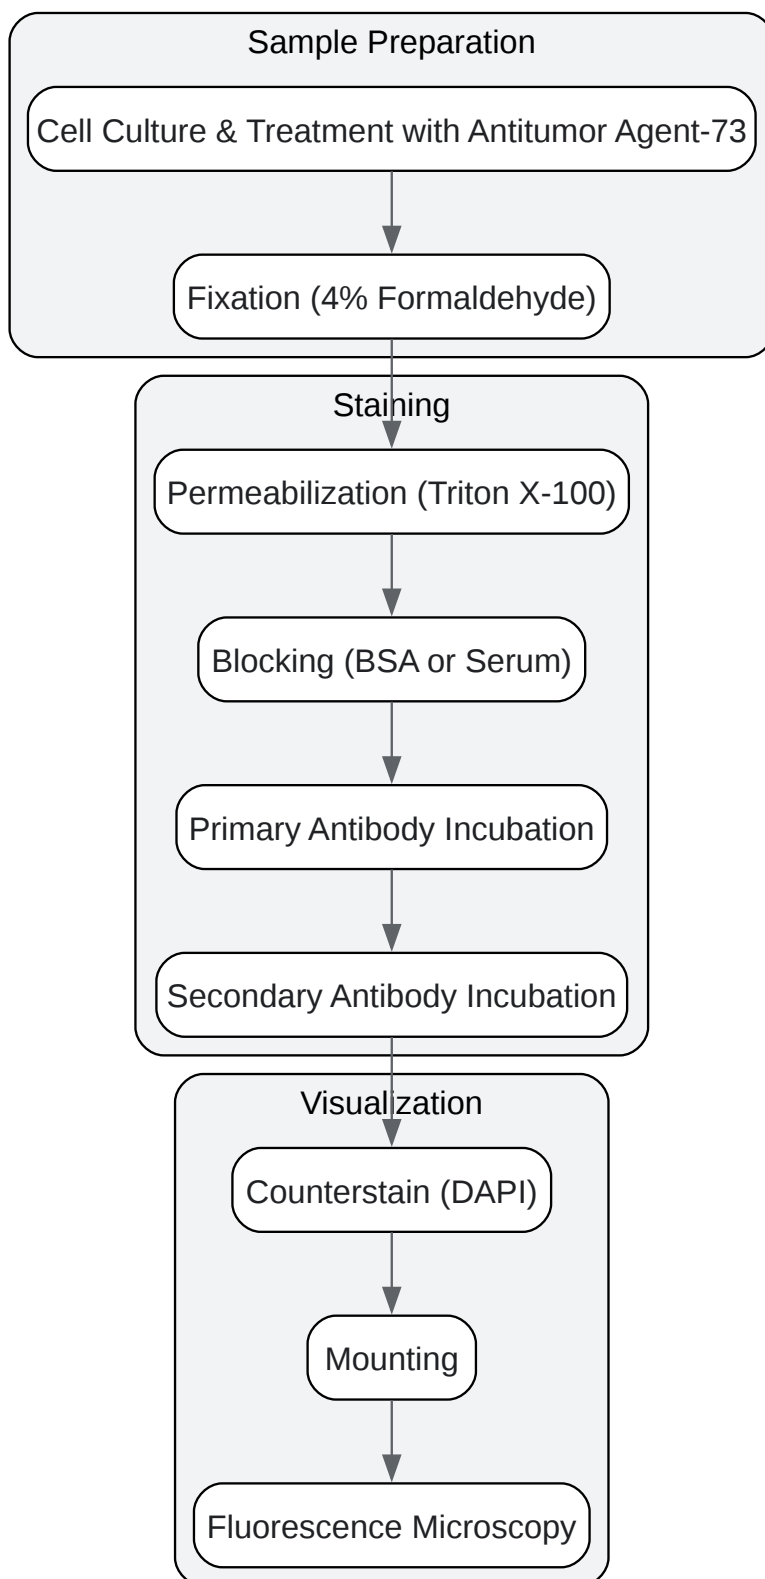 Sample Preparation
Cell Culture & Treatment with Antitumor Agent-73
Fixation (4% Formaldehyde)
Staining
Permeabilization (Triton X-100)
Blocking (BSA or Serum)
Primary Antibody Incubation
Secondary Antibody Incubation
Visualization
Counterstain (DAPI)
Mounting
Fluorescence Microscopy